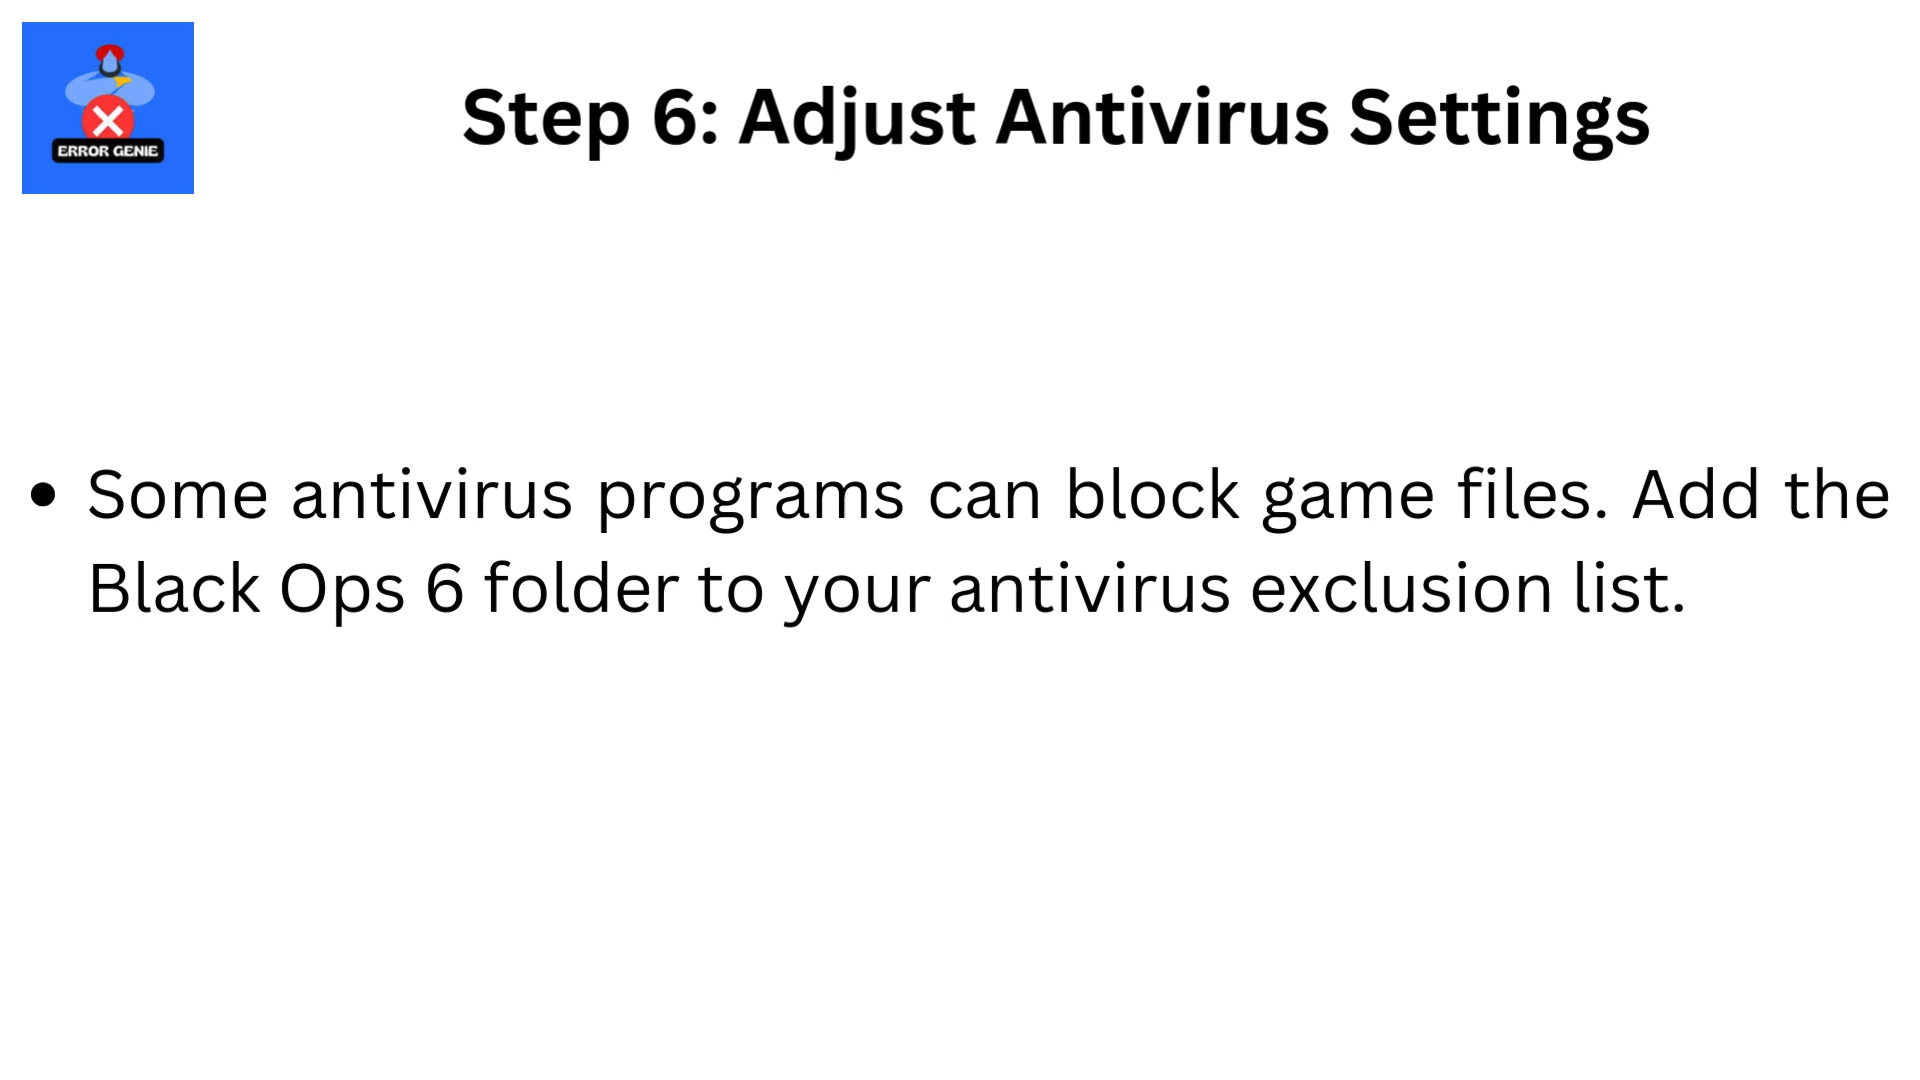 ERROR GENIE
Step 6: Adjust Antivirus Settings
• Some antivirus programs can block game files. Add the
Black Ops 6 folder to your antivirus exclusion list.